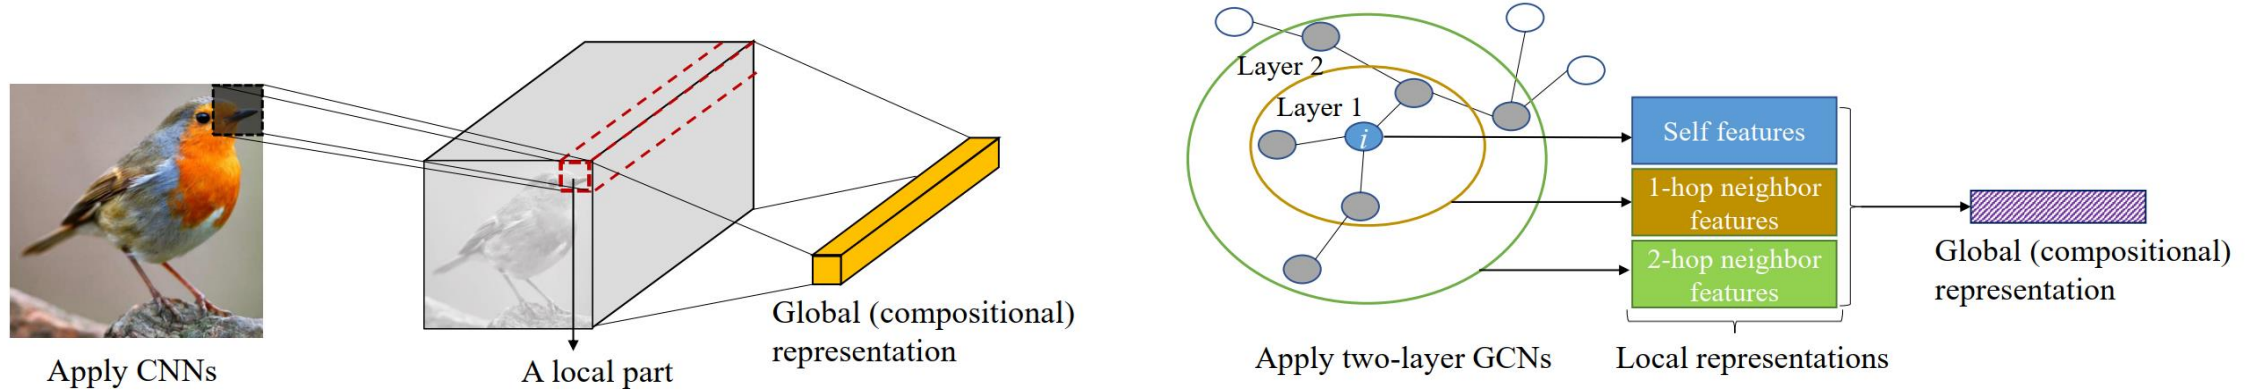 Apply CNNs
A local part
Global (compositional)
representation
Layer 2
Layer 1
i
Apply two-layer GCNs
Self features
1-hop neighbor
features
2-hop neighbor
features
Local representations
Global (compositional)
representation